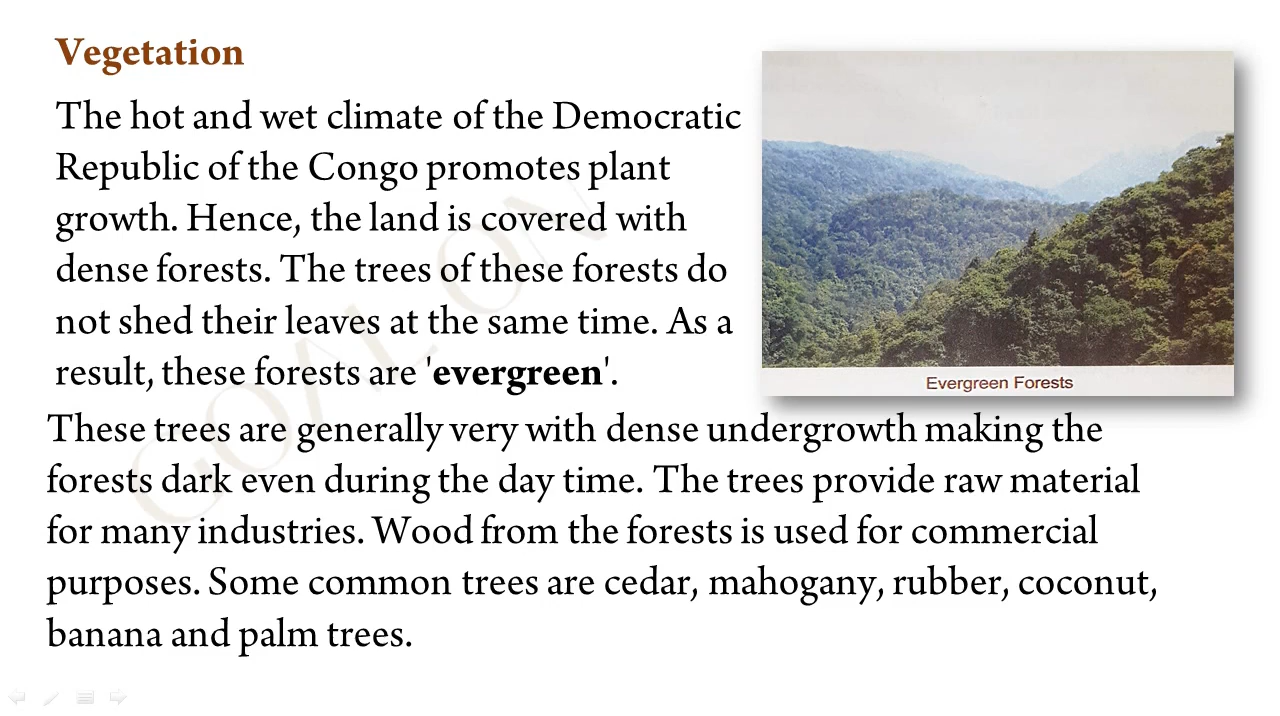 Vegetation
The hot and wet climate of the Democratic
Republic of the Congo promotes plant
growth. Hence, the land is covered with
dense forests. The trees of these forests do
not shed their leaves at the same time. As a
result, these forests are 'evergreen'.
Evergreen Forests
These trees are generally very with dense undergrowth making the
forests dark even during the day time. The trees provide raw material
for many industries. Wood from the forests is used for commercial
purposes. Some common trees are cedar, mahogany, rubber, coconut,
banana and palm trees.
GOAL ON